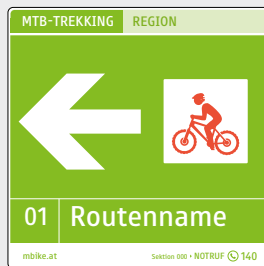 MTB-TREKKING REGION
01 Routenname
mbike.at Sektion 000 • NOTRUF 140